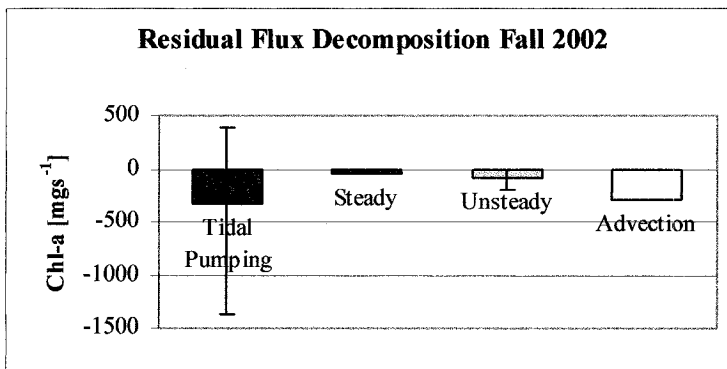 Residual Flux Decomposition Fall 2002
500
0
-500
-1000
-1500
Chl-a [mgs⁻¹]
Tidal
Pumping
Steady
Unsteady
Advection